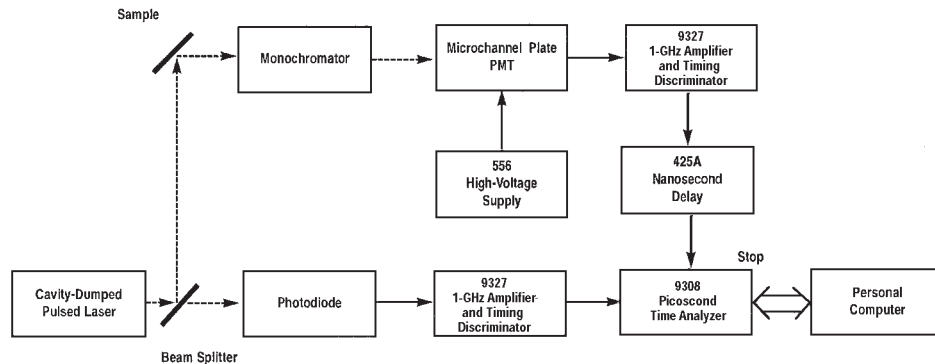 Sample
Monochromator
Microchannel Plate
PMT
9327
1-GHz Amplifier
and Timing
Discriminator
556
High-Voltage
Supply
425A
Nanosecond
Delay
Stop
Cavity-Dumped
Pulsed Laser
Photodiode
9327
1-GHz Amplifier
and Timing
Discriminator
9308
Picoscond
Time Analyzer
Personal
Computer
Beam Splitter